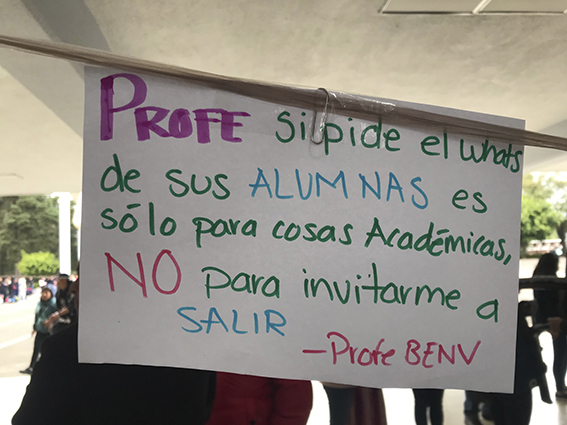 PROFE si pide el whats
de sus ALUMNAS es
sólo para cosas Académicas,
NO para invitarme a
SALIR
- Profe BENV